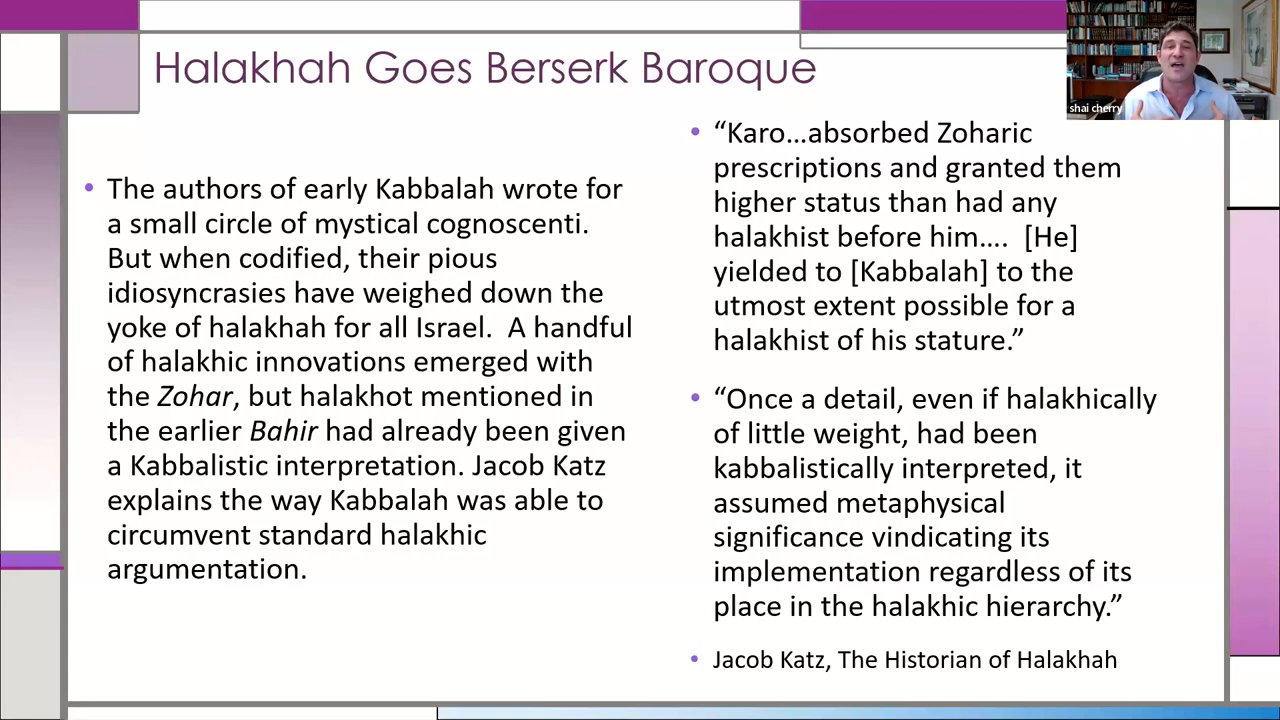 Halakhah Goes Berserk Baroque
shai cherry
• The authors of early Kabbalah wrote for
a small circle of mystical cognoscenti.
But when codified, their pious
idiosyncrasies have weighed down the
yoke of halakhah for all Israel.  A handful
of halakhic innovations emerged with
the Zohar, but halakhot mentioned in
the earlier Bahir had already been given
a Kabbalistic interpretation. Jacob Katz
explains the way Kabbalah was able to
circumvent standard halakhic
argumentation.
• “Karo…absorbed Zoharic
prescriptions and granted them
higher status than had any
halakhist before him….  [He]
yielded to [Kabbalah] to the
utmost extent possible for a
halakhist of his stature.”
• “Once a detail, even if halakhically
of little weight, had been
kabbalistically interpreted, it
assumed metaphysical
significance vindicating its
implementation regardless of its
place in the halakhic hierarchy.”
• Jacob Katz, The Historian of Halakhah